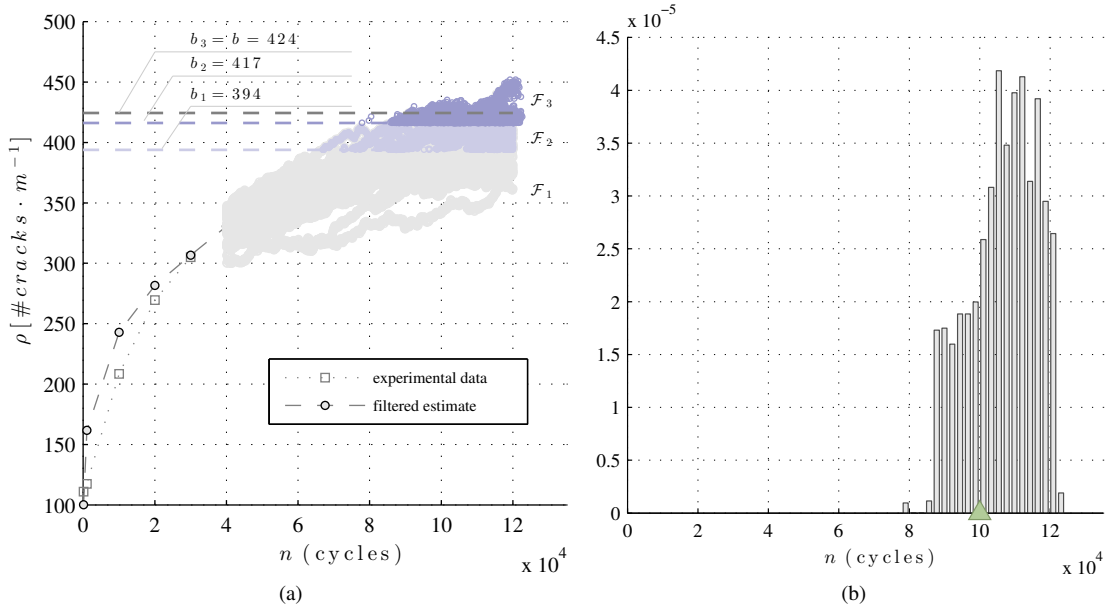 500
450
400
350
300
250
200
150
100
ρ [ #cracks · m⁻¹ ]
b₃ = b = 424
b₂ = 417
b₁ = 394
ℱ₃
ℱ₂
ℱ₁
experimental data
filtered estimate
0 2 4 6 8 10 12
n (cycles)
x 10⁴
(a)
x 10⁻⁵
4.5
4
3.5
3
2.5
2
1.5
1
0.5
0
0 2 4 6 8 10 12
n (cycles)
x 10⁴
(b)